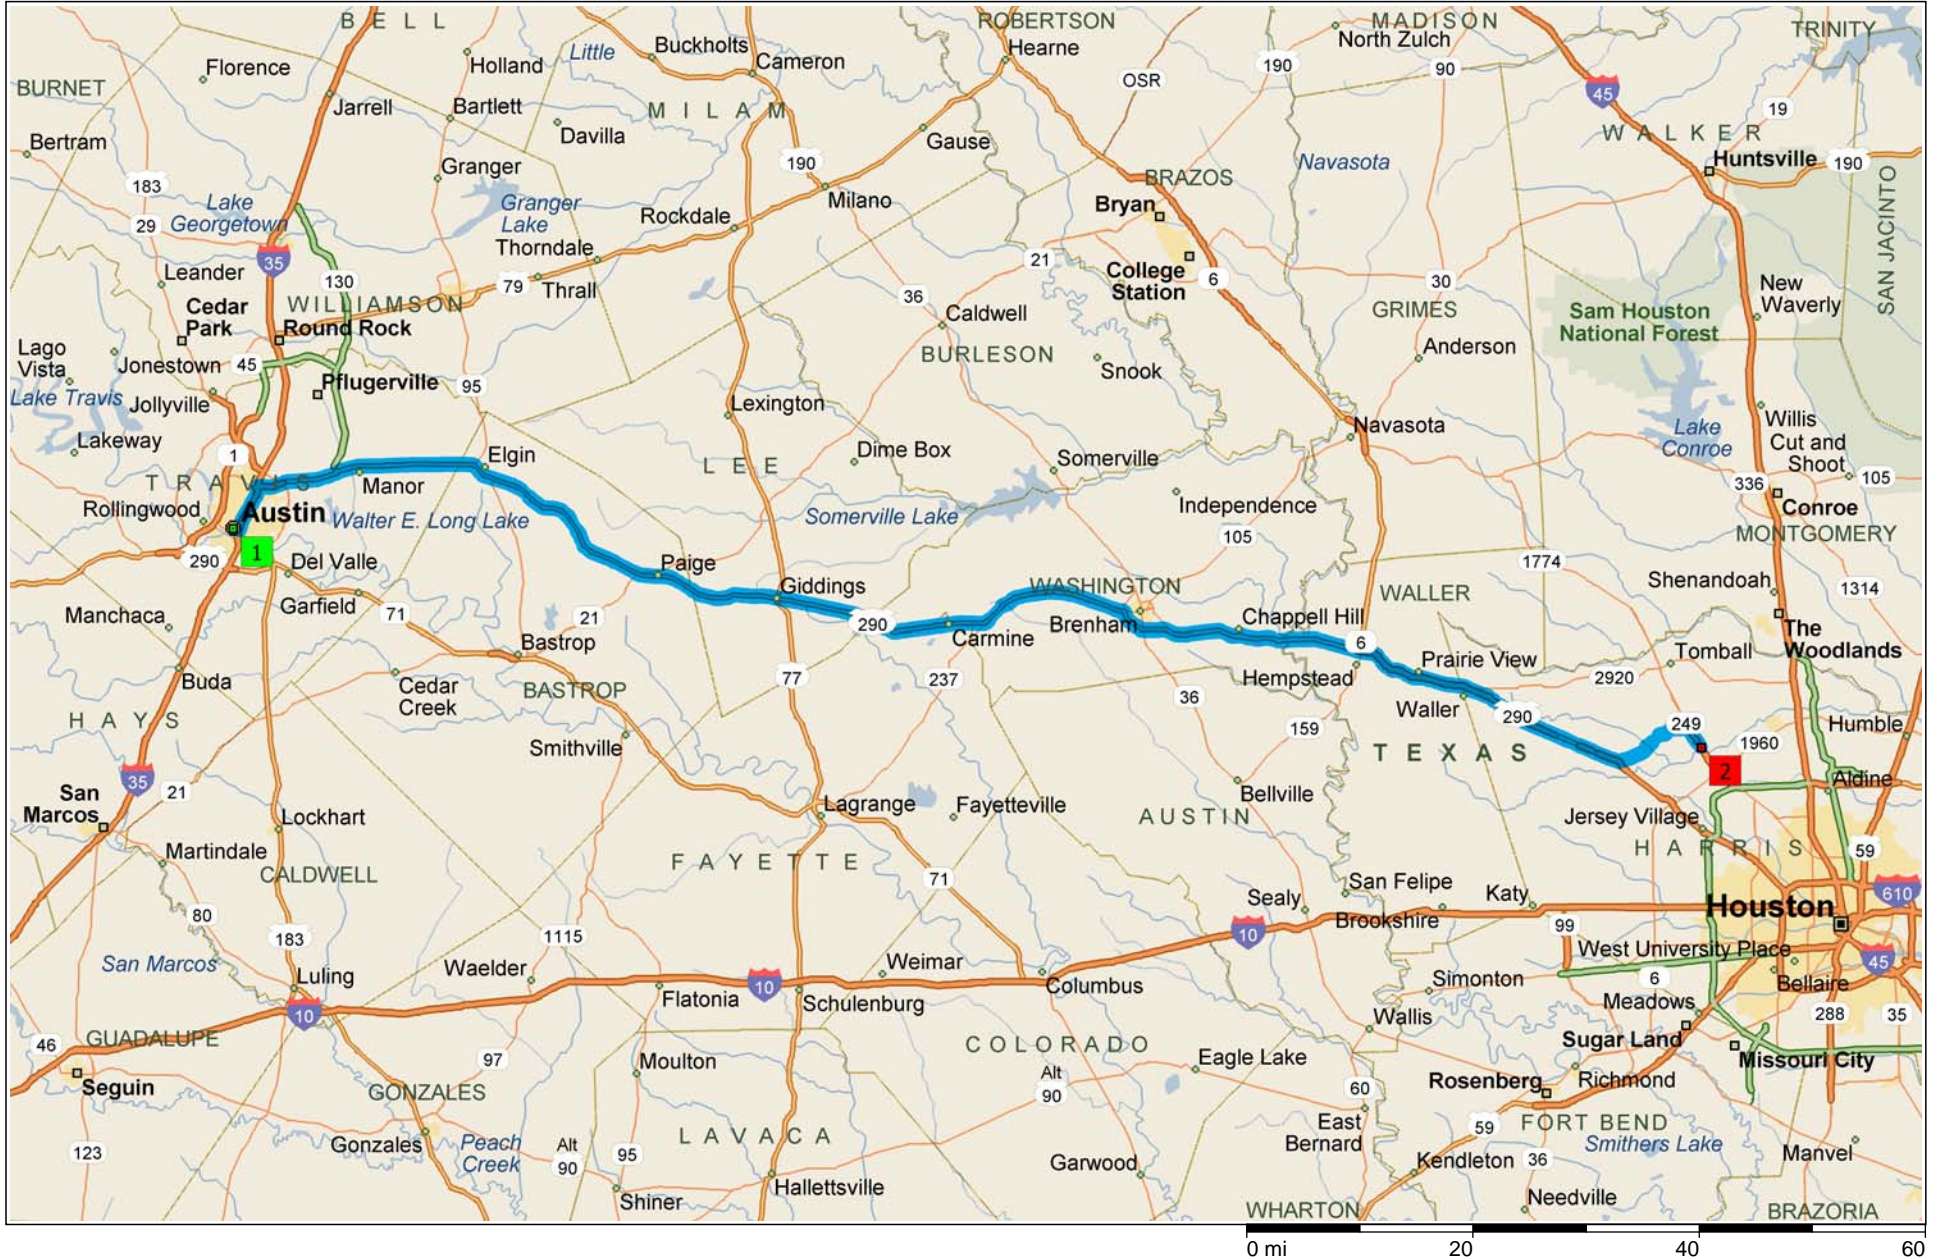 B E L L
ROBERTSON
MADISON
TRINITY
Little
Buckholts
Hearne
North Zulch
Florence
Holland
Cameron
190
90
OSR
BURNET
45
Jarrell
Bartlett
M I L A M
19
Davilla
W A L K E R
Bertram
Gause
Granger
190
Navasota
Huntsville
190
183
BRAZOS
SAN JACINTO
Lake
Georgetown
Granger
Lake
Rockdale
Milano
Bryan
29
Thorndale
35
21
Leander
130
79
Thrall
College
Station
6
30
New
Waverly
Cedar
Park
WILLIAMSON
36
Caldwell
GRIMES
Sam Houston
National Forest
Round Rock
Lago
Vista
Jonestown
45
BURLESON
Anderson
Snook
Pflugerville
95
Lake Travis
Jollyville
Lexington
Navasota
Willis
Lake
Conroe
Cut and
Shoot
Lakeway
1
Elgin
Dime Box
Somerville
L E E
T R A V I S
Manor
336
105
Rollingwood
Austin
Walter E. Long Lake
Somerville Lake
Independence
Conroe
MONTGOMERY
105
290
1
Del Valle
Paige
1774
Garfield
Giddings
WASHINGTON
WALLER
Shenandoah
1314
Manchaca
71
21
290
Carmine
Brenham
Chappell Hill
The
Woodlands
Bastrop
6
Prairie View
Tomball
Buda
Cedar
Creek
BASTROP
77
237
Hempstead
2920
36
Waller
H A Y S
290
249
Humble
Smithville
159
1960
T E X A S
35
2
Aldine
San
Marcos
21
Lagrange
Fayetteville
Bellville
Lockhart
A U S T I N
Jersey Village
Martindale
H A R R I S
59
CALDWELL
F A Y E T T E
71
San Felipe
Katy
610
80
Sealy
Brookshire
Houston
183
1115
10
99
San Marcos
West University Place
45
Luling
Waelder
Weimar
6
Simonton
Bellaire
10
Flatonia
10
Schulenburg
Columbus
Meadows
288
35
Wallis
GUADALUPE
46
C O L O R A D O
Sugar Land
97
Moulton
Eagle Lake
Missouri City
Seguin
Alt
90
GONZALES
60
Rosenberg
Richmond
East
Bernard
59
FORT BEND
L A V A C A
Gonzales
Peach
Creek
Alt
90
95
Smithers Lake
123
Garwood
Kendleton
36
Manvel
Shiner
Hallettsville
Needville
WHARTON
BRAZORIA
0 mi
20
40
60